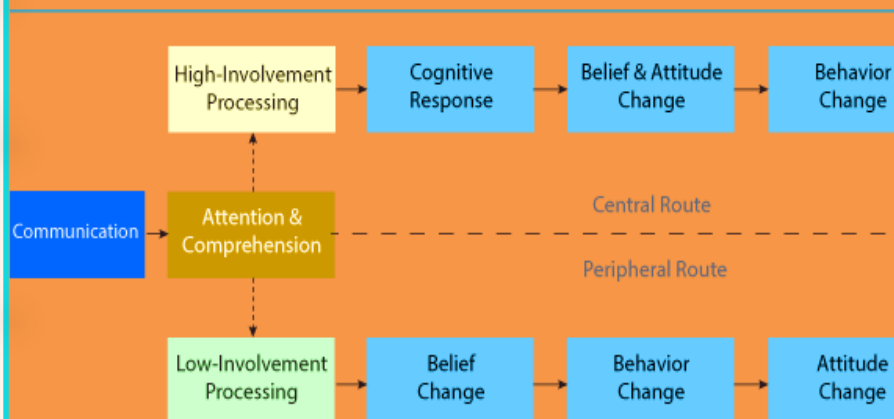 High-Involvement
Processing
Cognitive
Response
Belief & Attitude
Change
Behavior
Change
Central Route
Communication
Attention &
Comprehension
Peripheral Route
Low-Involvement
Processing
Belief
Change
Behavior
Change
Attitude
Change